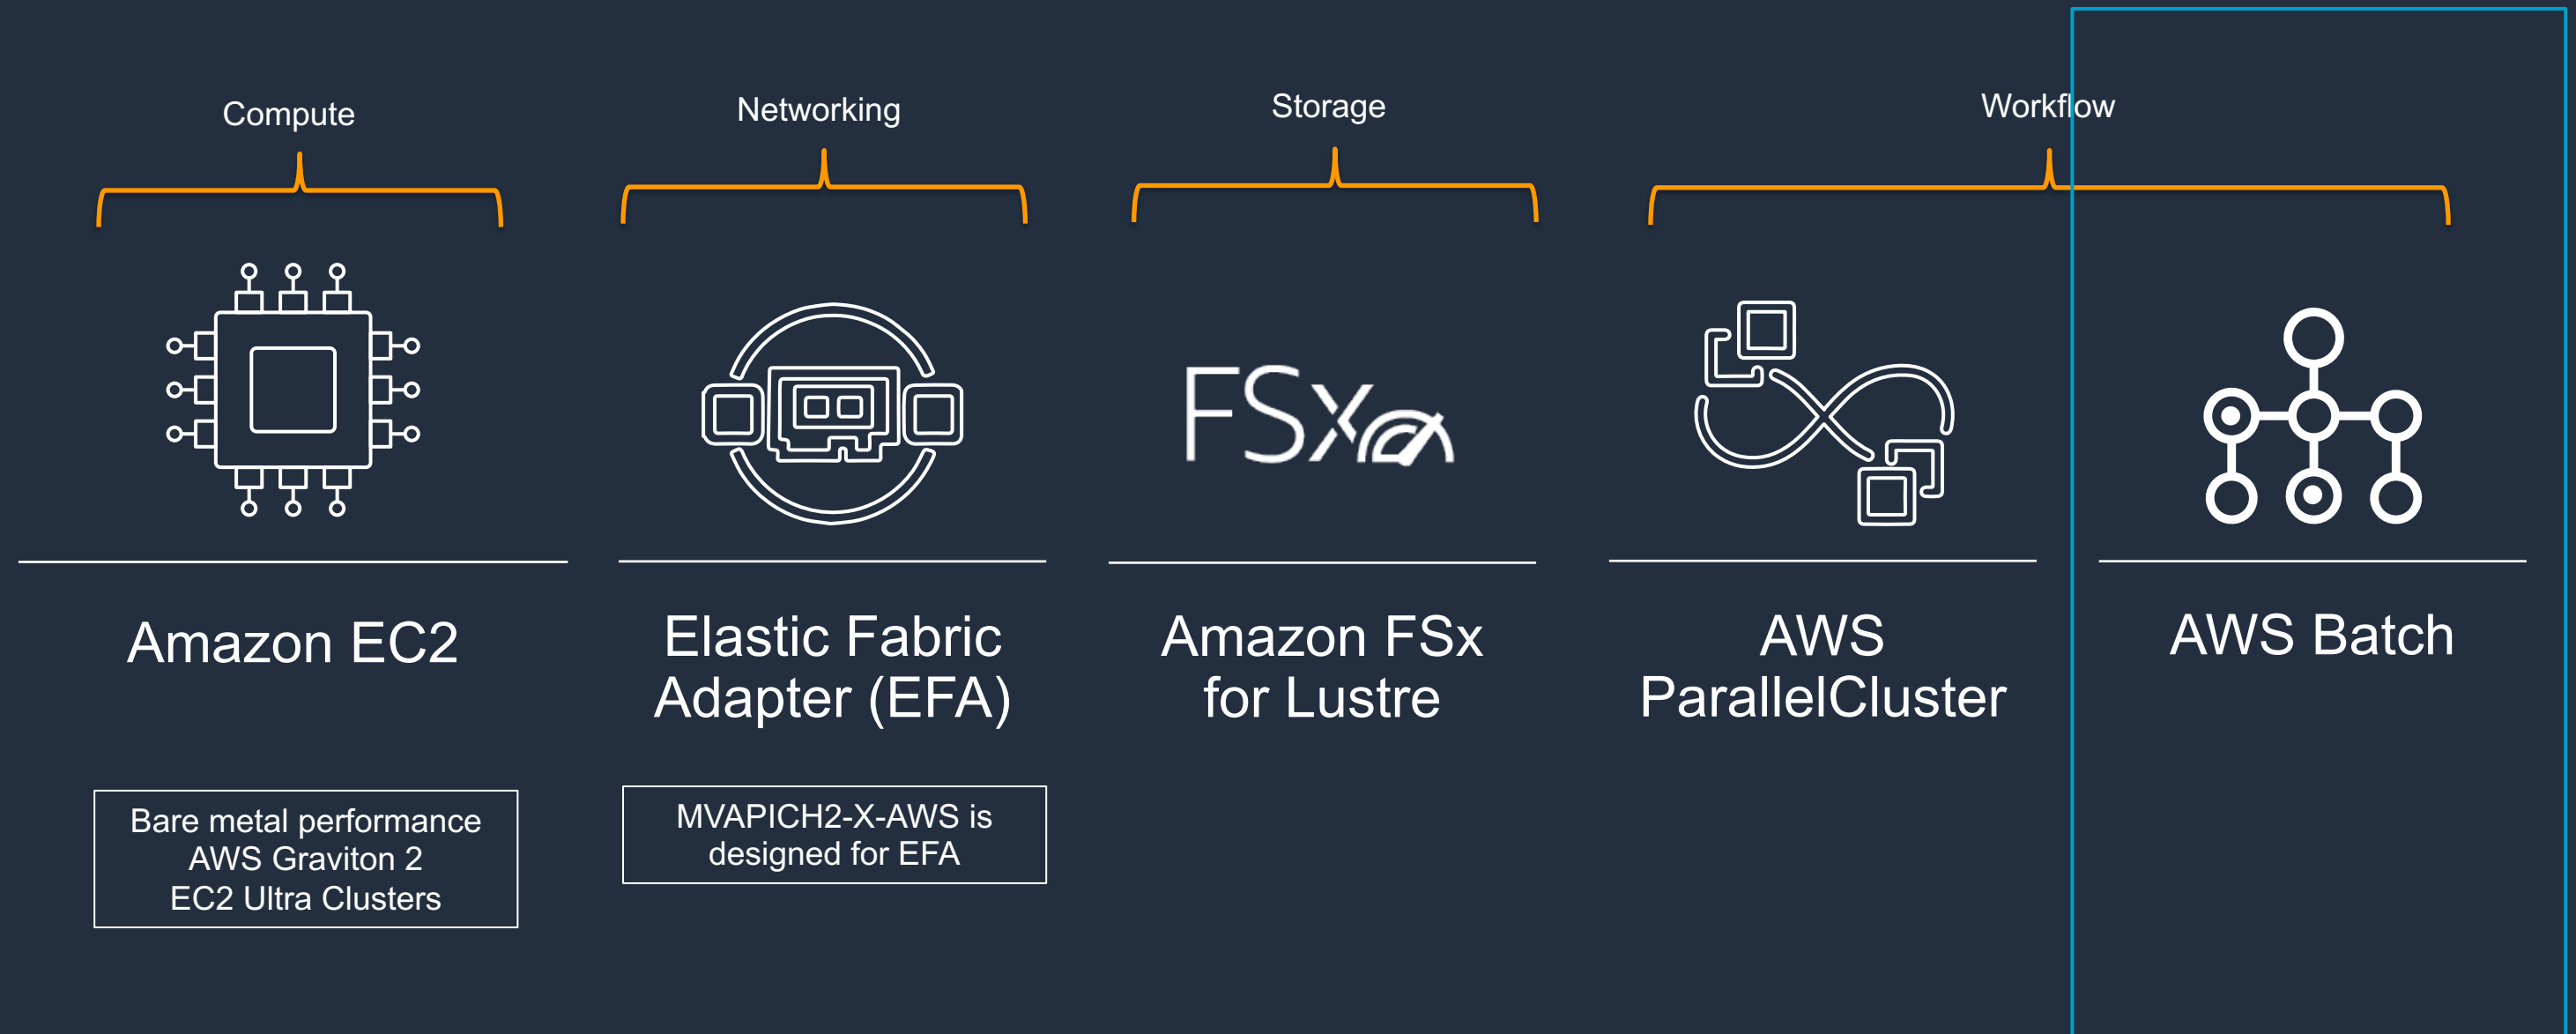 Compute
Networking
Storage
Workflow
FSx
Amazon EC2
Elastic Fabric
Adapter (EFA)
Amazon FSx
for Lustre
AWS
ParallelCluster
AWS Batch
Bare metal performance
AWS Graviton 2
EC2 Ultra Clusters
MVAPICH2-X-AWS is
designed for EFA